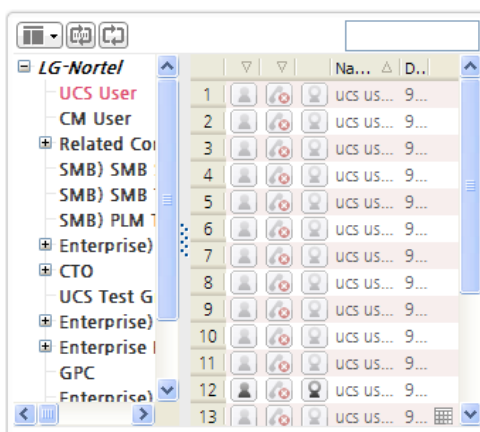 LG-Nortel
UCS User
CM User
Related Co
SMB) SMB
SMB) SMB
SMB) PLM
Enterprise)
CTO
UCS Test G
Enterprise)
Enterprise
GPC
Enterprise)
Na... D..
1 ucs us... 9...
2 ucs us... 9...
3 ucs us... 9...
4 ucs us... 9...
5 ucs us... 9...
6 ucs us... 9...
7 ucs us... 9...
8 ucs us... 9...
9 ucs us... 9...
10 ucs us... 9...
11 ucs us... 9...
12 ucs us... 9...
13 ucs us... 9...